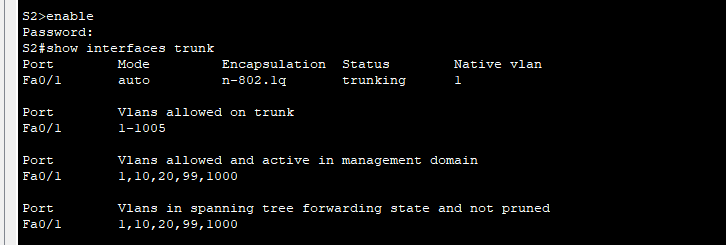 S2>enable
Password:
S2#show interfaces trunk
Port Mode Encapsulation Status Native vlan
Fa0/1 auto n-802.1q trunking 1
Port Vlans allowed on trunk
Fa0/1 1-1005
Port Vlans allowed and active in management domain
Fa0/1 1,10,20,99,1000
Port Vlans in spanning tree forwarding state and not pruned
Fa0/1 1,10,20,99,1000